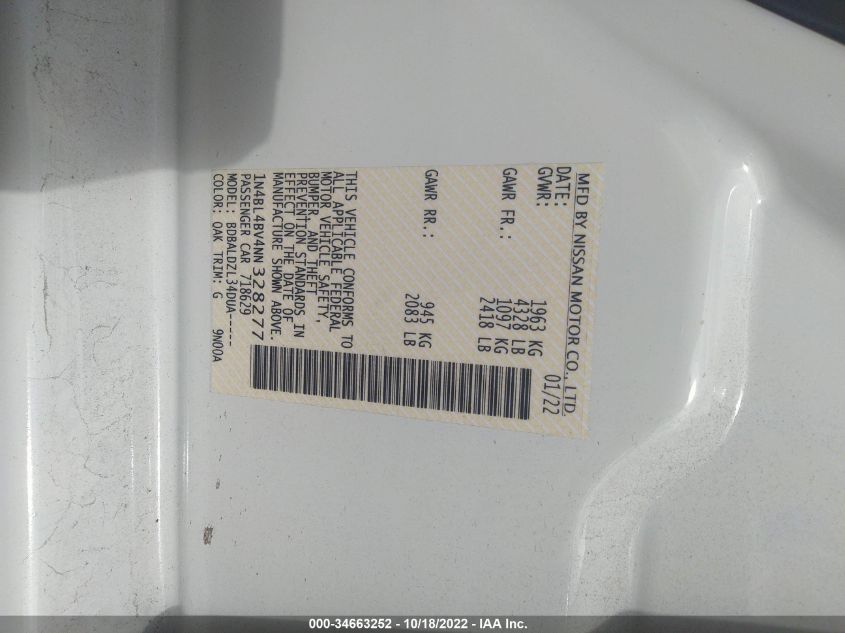 MFD BY NISSAN MOTOR CO., LTD.
DATE: 01/22
GVWR: 1963 KG
4328 LB
GAWR FR.: 1097 KG
2418 LB
GAWR RR.: 945 KG
2083 LB
THIS VEHICLE CONFORMS TO
ALL APPLICABLE FEDERAL
MOTOR VEHICLE SAFETY,
BUMPER, AND THEFT
PREVENTION STANDARDS IN
EFFECT ON THE DATE OF
MANUFACTURE SHOWN ABOVE.
1N4BL4BV4NN328277
PASSENGER CAR 718629
MODEL: BDBALDZL34DUA-----
COLOR: QAK TRIM: G 9N00A
000-34663252 - 10/18/2022 - IAA Inc.